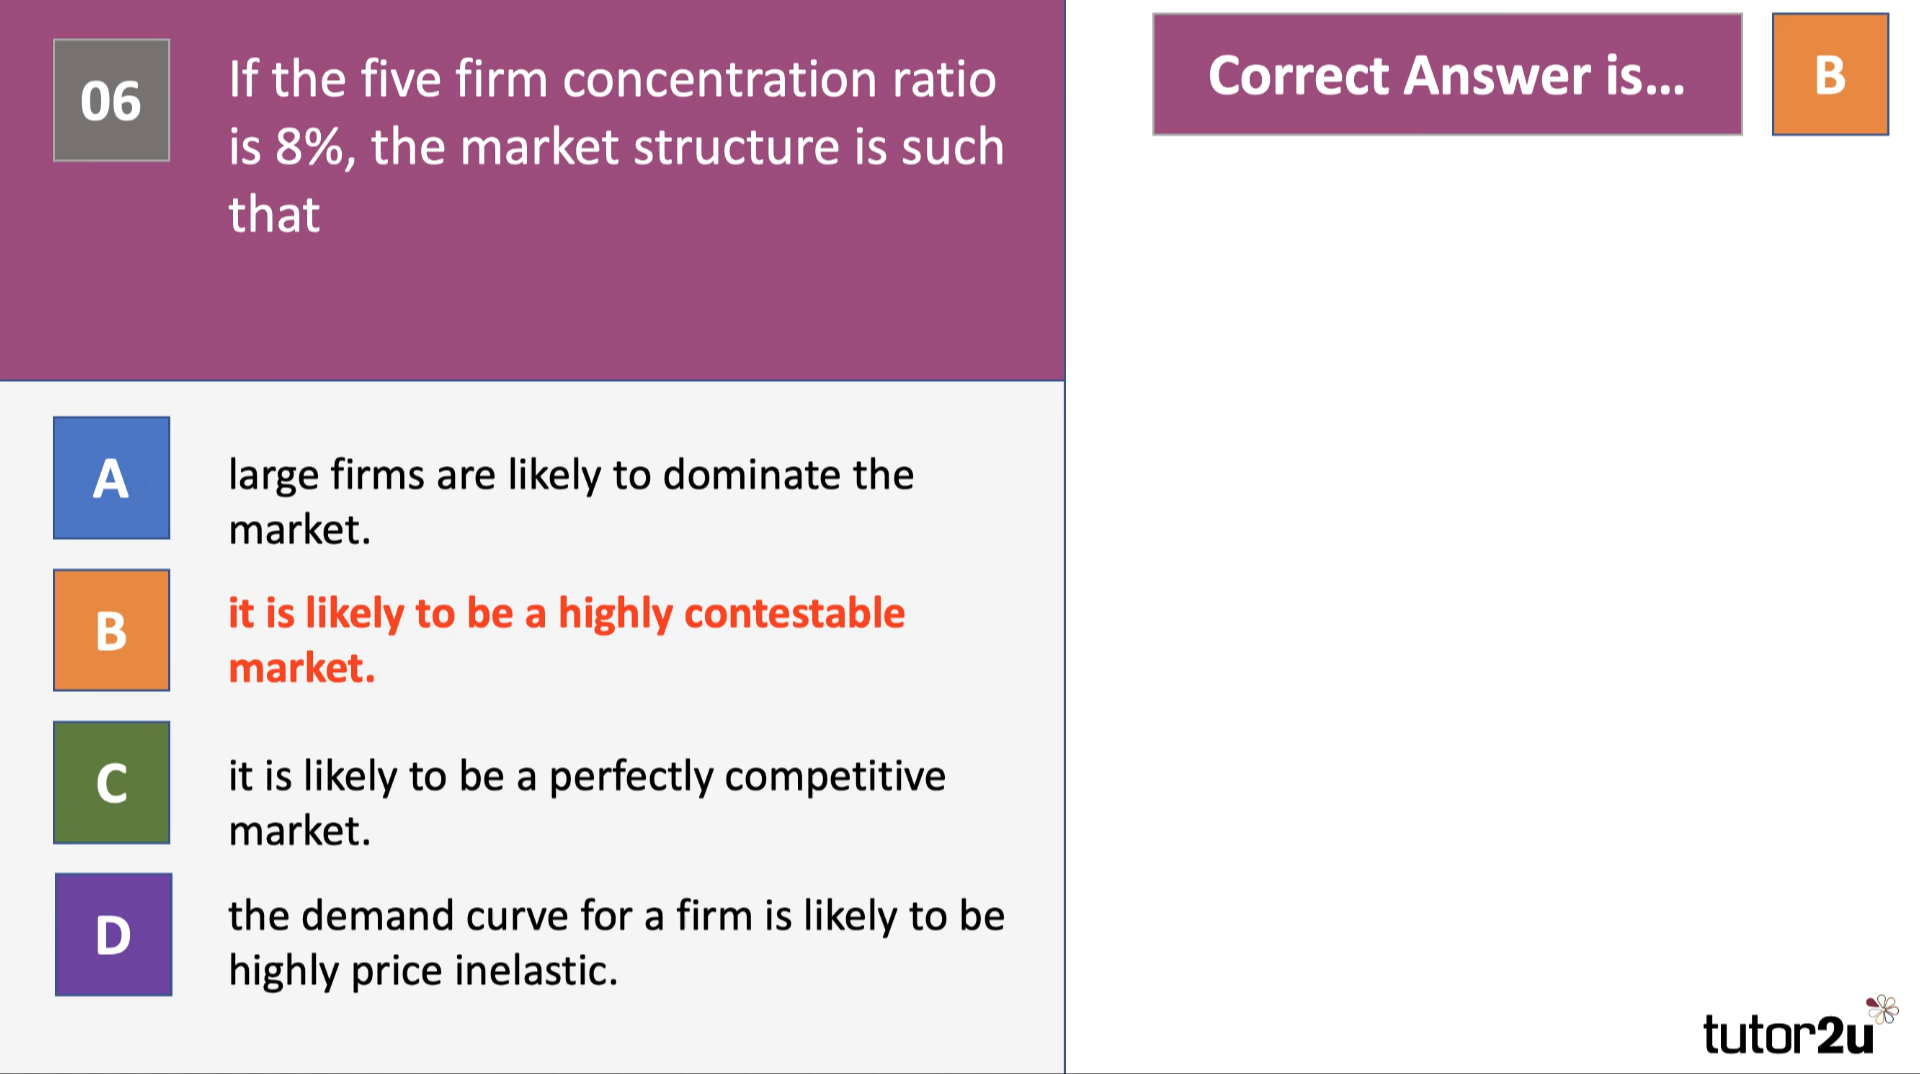 06
If the five firm concentration ratio
is 8%, the market structure is such
that
Correct Answer is...
B
A
large firms are likely to dominate the
market.
B
it is likely to be a highly contestable
market.
C
it is likely to be a perfectly competitive
market.
D
the demand curve for a firm is likely to be
highly price inelastic.
tutor2u